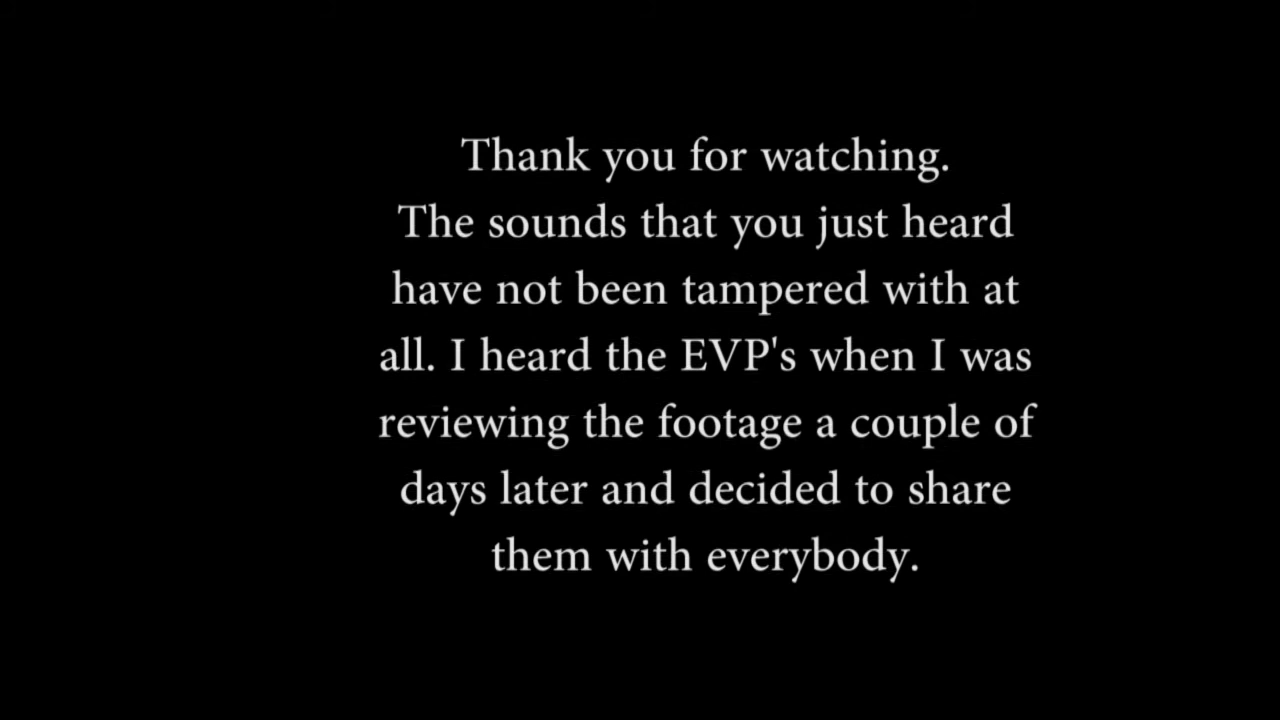 Thank you for watching.
The sounds that you just heard
have not been tampered with at
all. I heard the EVP's when I was
reviewing the footage a couple of
days later and decided to share
them with everybody.